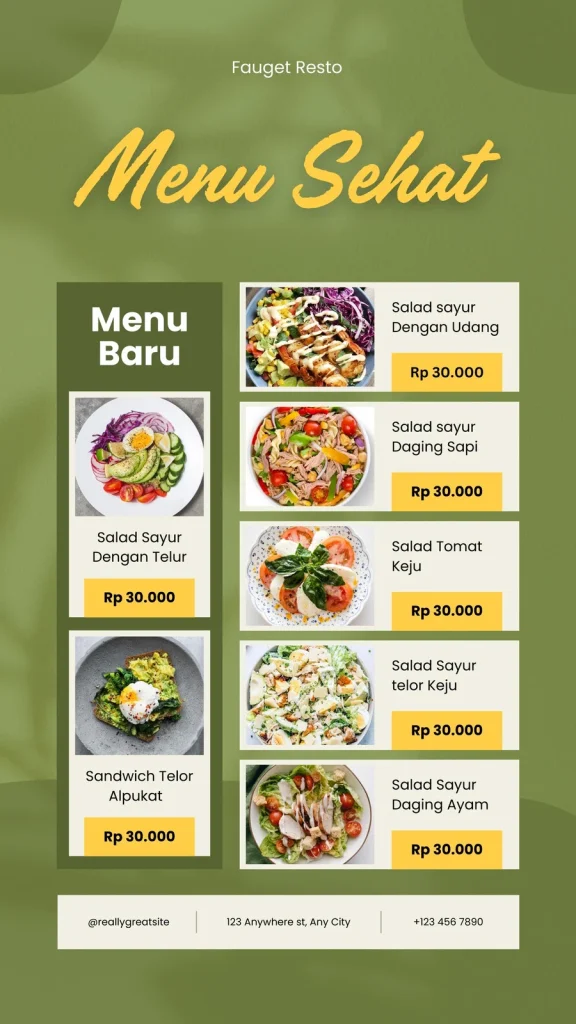 Fauget Resto
Menu Sehat
Menu
Baru
Salad Sayur
Dengan Telur
Rp 30.000
Sandwich Telor
Alpukat
Rp 30.000
Salad sayur
Dengan Udang
Rp 30.000
Salad sayur
Daging Sapi
Rp 30.000
Salad Tomat
Keju
Rp 30.000
Salad Sayur
telor Keju
Rp 30.000
Salad Sayur
Daging Ayam
Rp 30.000
@reallygreatsite
123 Anywhere st, Any City
+123 456 7890